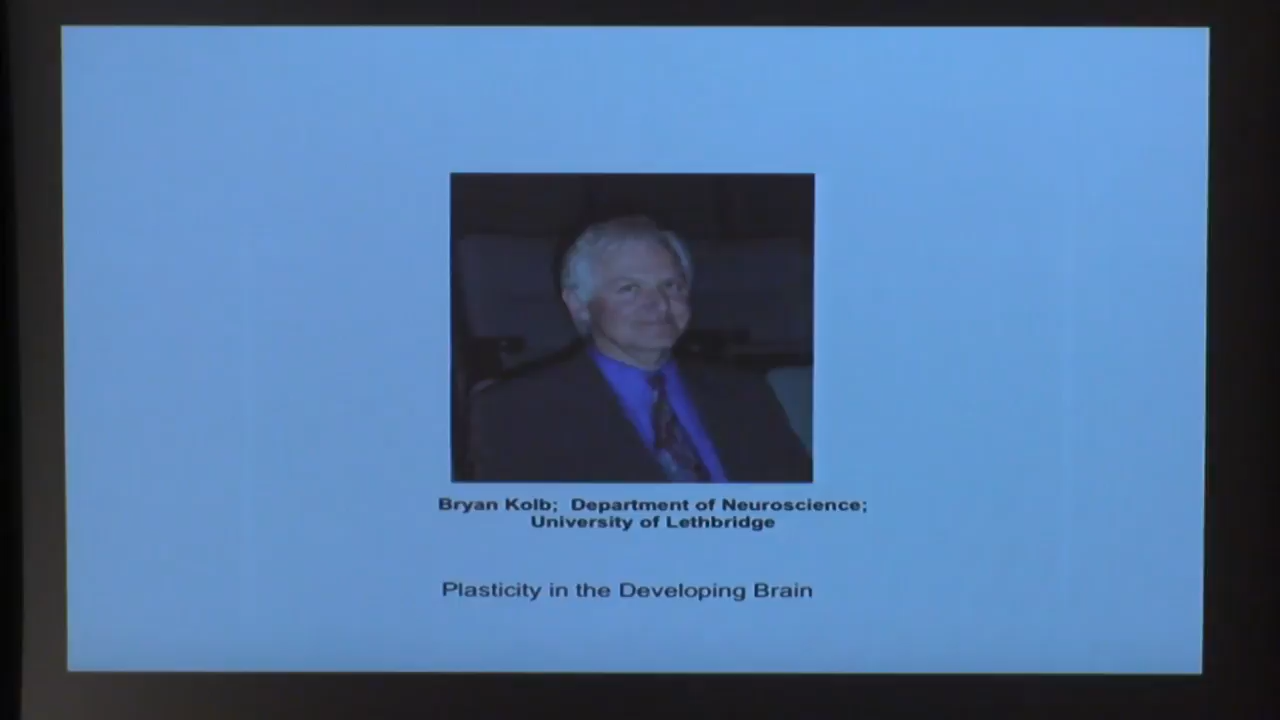 Bryan Kolb; Department of Neuroscience;
University of Lethbridge
Plasticity in the Developing Brain